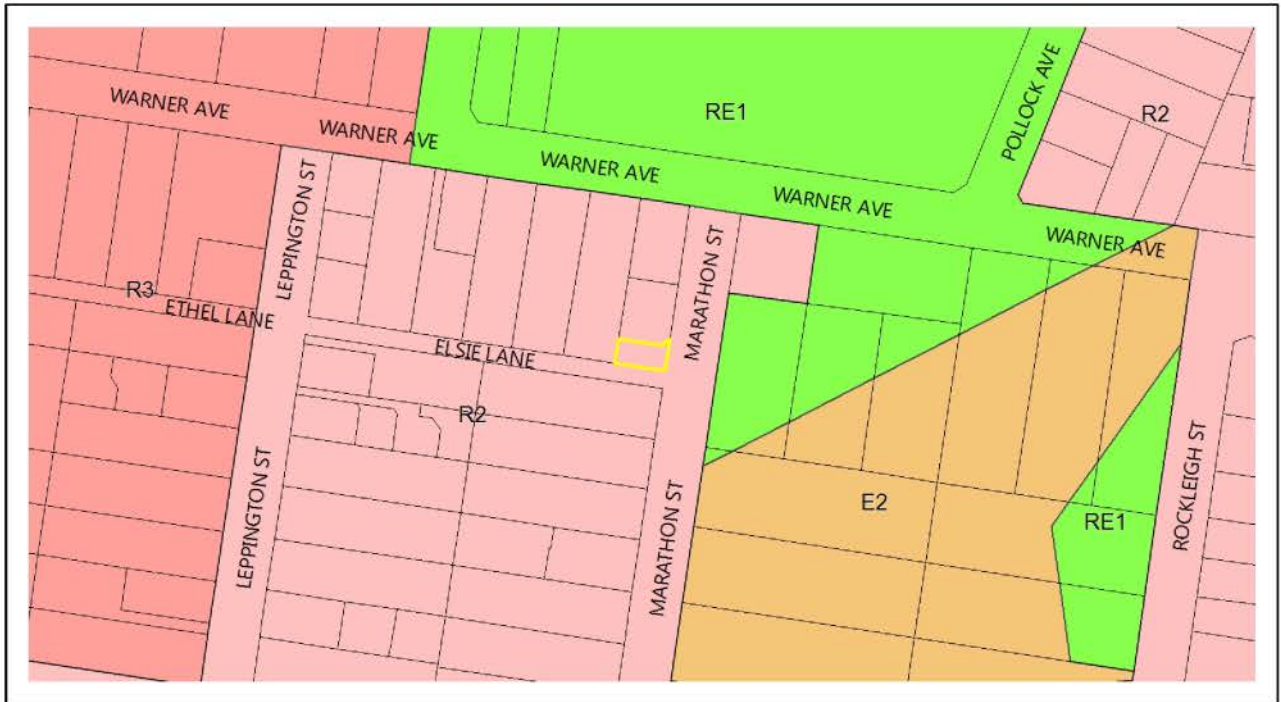 WARNER AVE
WARNER AVE
WARNER AVE
WARNER AVE
WARNER AVE
RE1
POLLOCK AVE
R2
LEPPINGTON ST
MARATHON ST
R3
ETHEL LANE
ELSIE LANE
R2
LEPPINGTON ST
MARATHON ST
E2
RE1
ROCKLEIGH ST